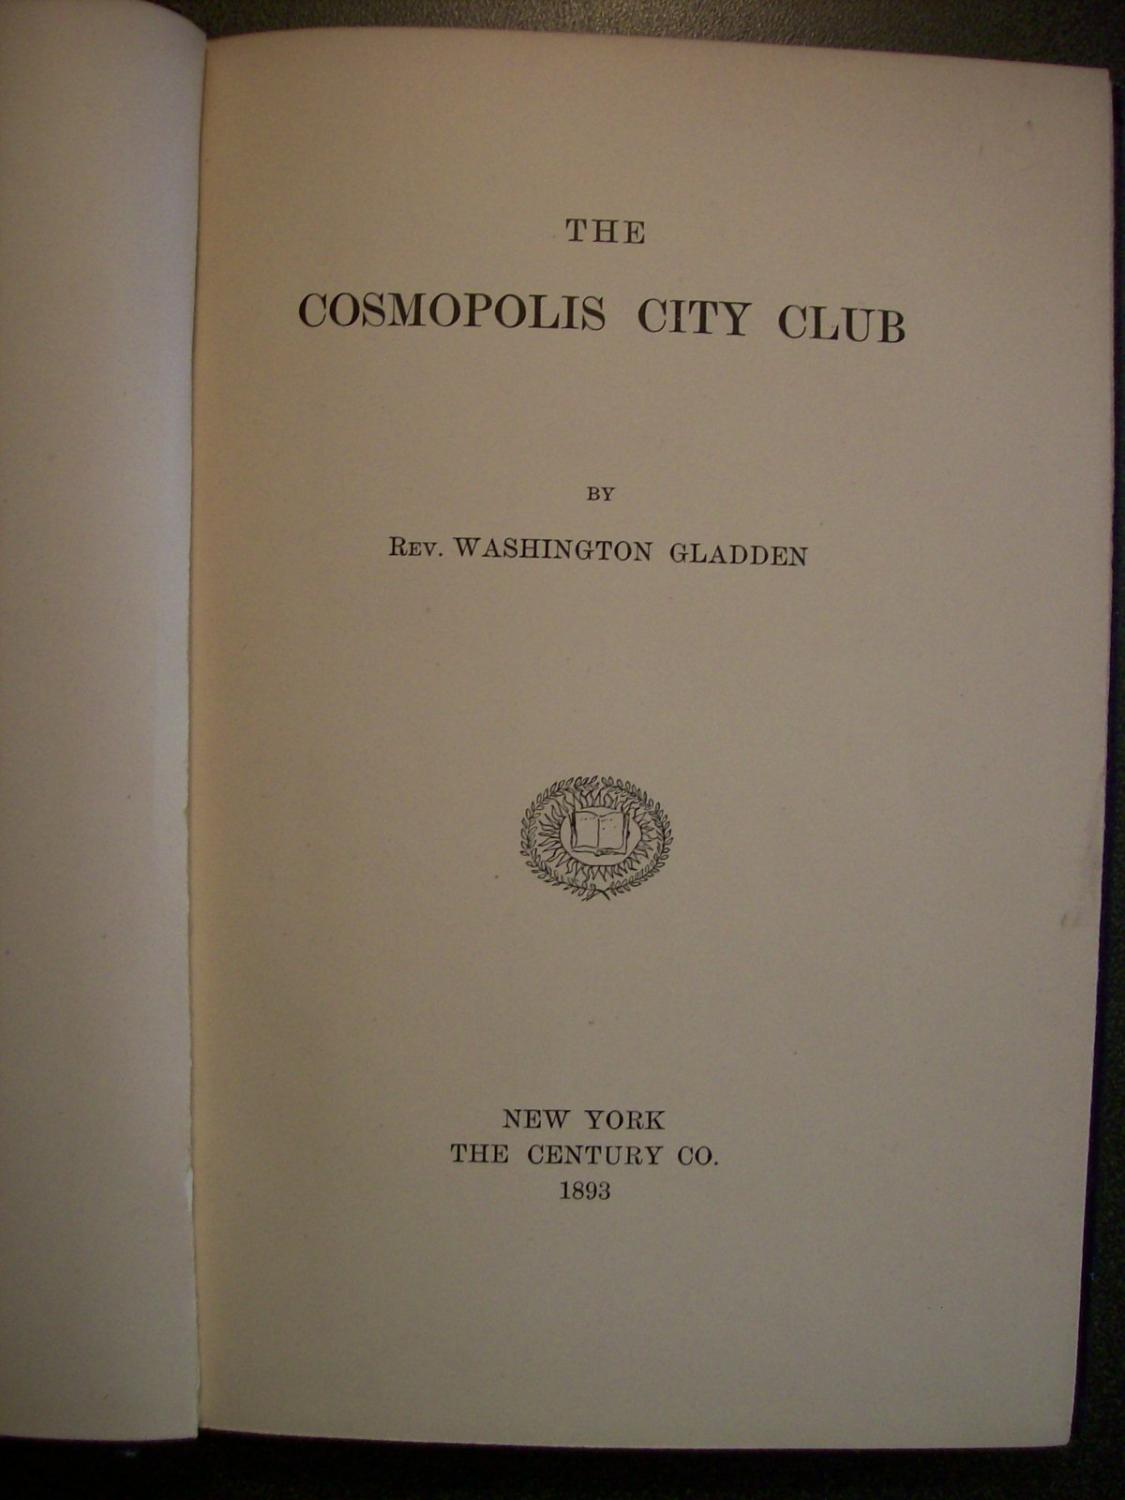 THE
COSMOPOLIS CITY CLUB
BY
REV. WASHINGTON GLADDEN
NEW YORK
THE CENTURY CO.
1893